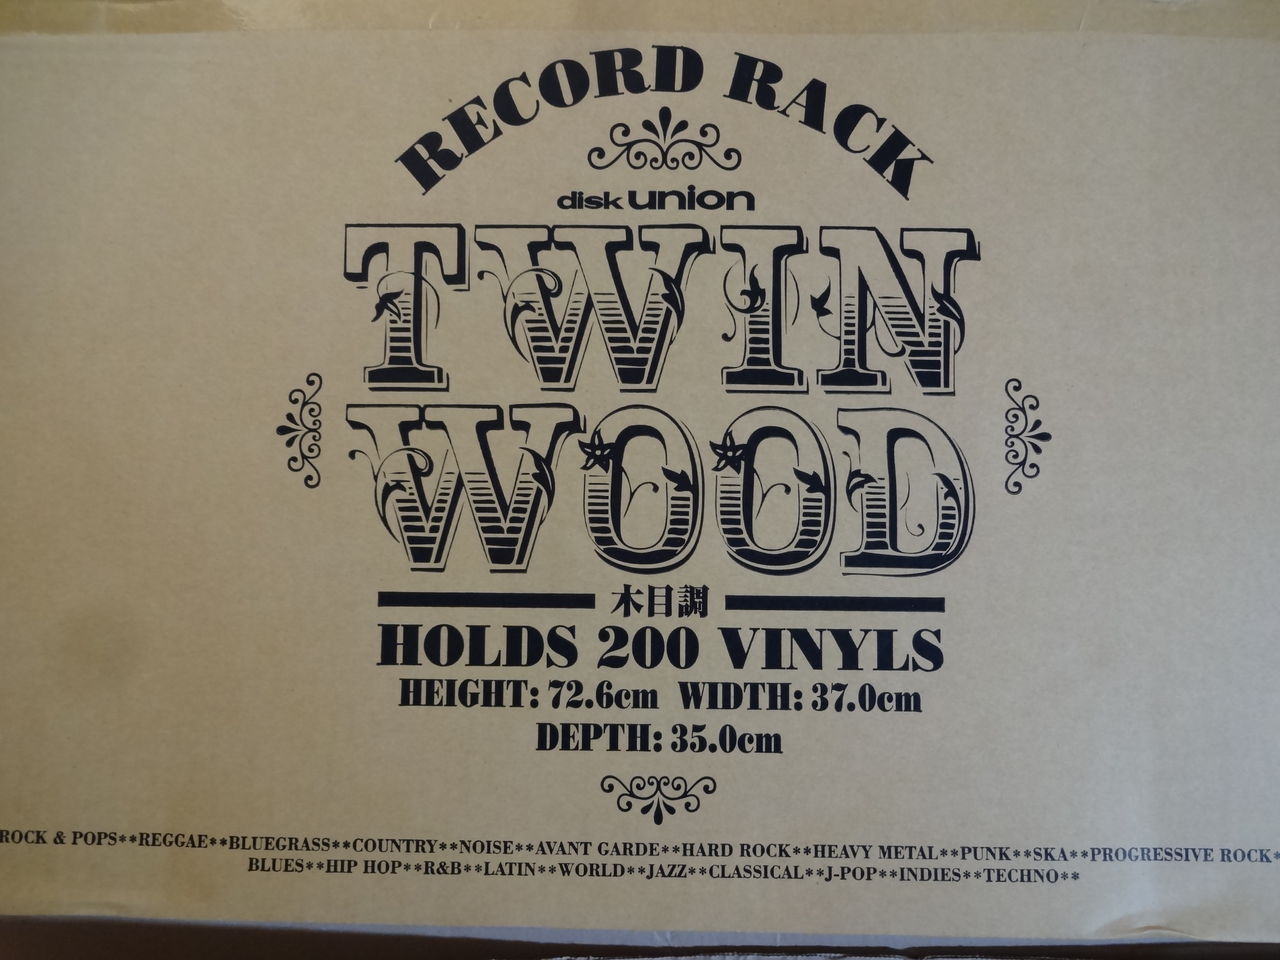 RECORD RACK
disk union
TWIN
WOOD
木目調
HOLDS 200 VINYLS
HEIGHT: 72.6cm WIDTH: 37.0cm
DEPTH: 35.0cm
ROCK & POPS**REGGAE**BLUEGRASS**COUNTRY**NOISE**AVANT GARDE**HARD ROCK**HEAVY METAL**PUNK**SKA**PROGRESSIVE ROCK*
BLUES**HIP HOP**R&B**LATIN**WORLD**JAZZ**CLASSICAL**J-POP**INDIES**TECHNO**